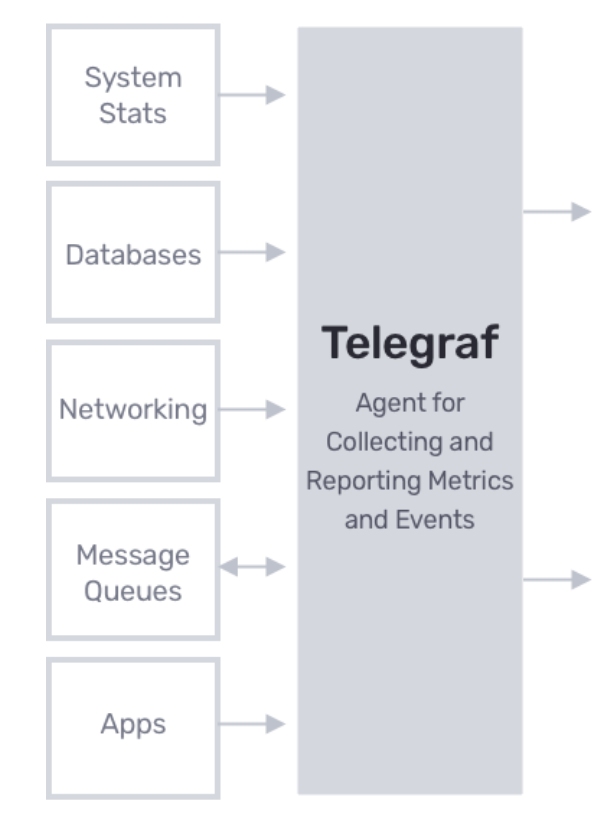 System
Stats
Databases
Networking
Message
Queues
Apps
Telegraf
Agent for
Collecting and
Reporting Metrics
and Events